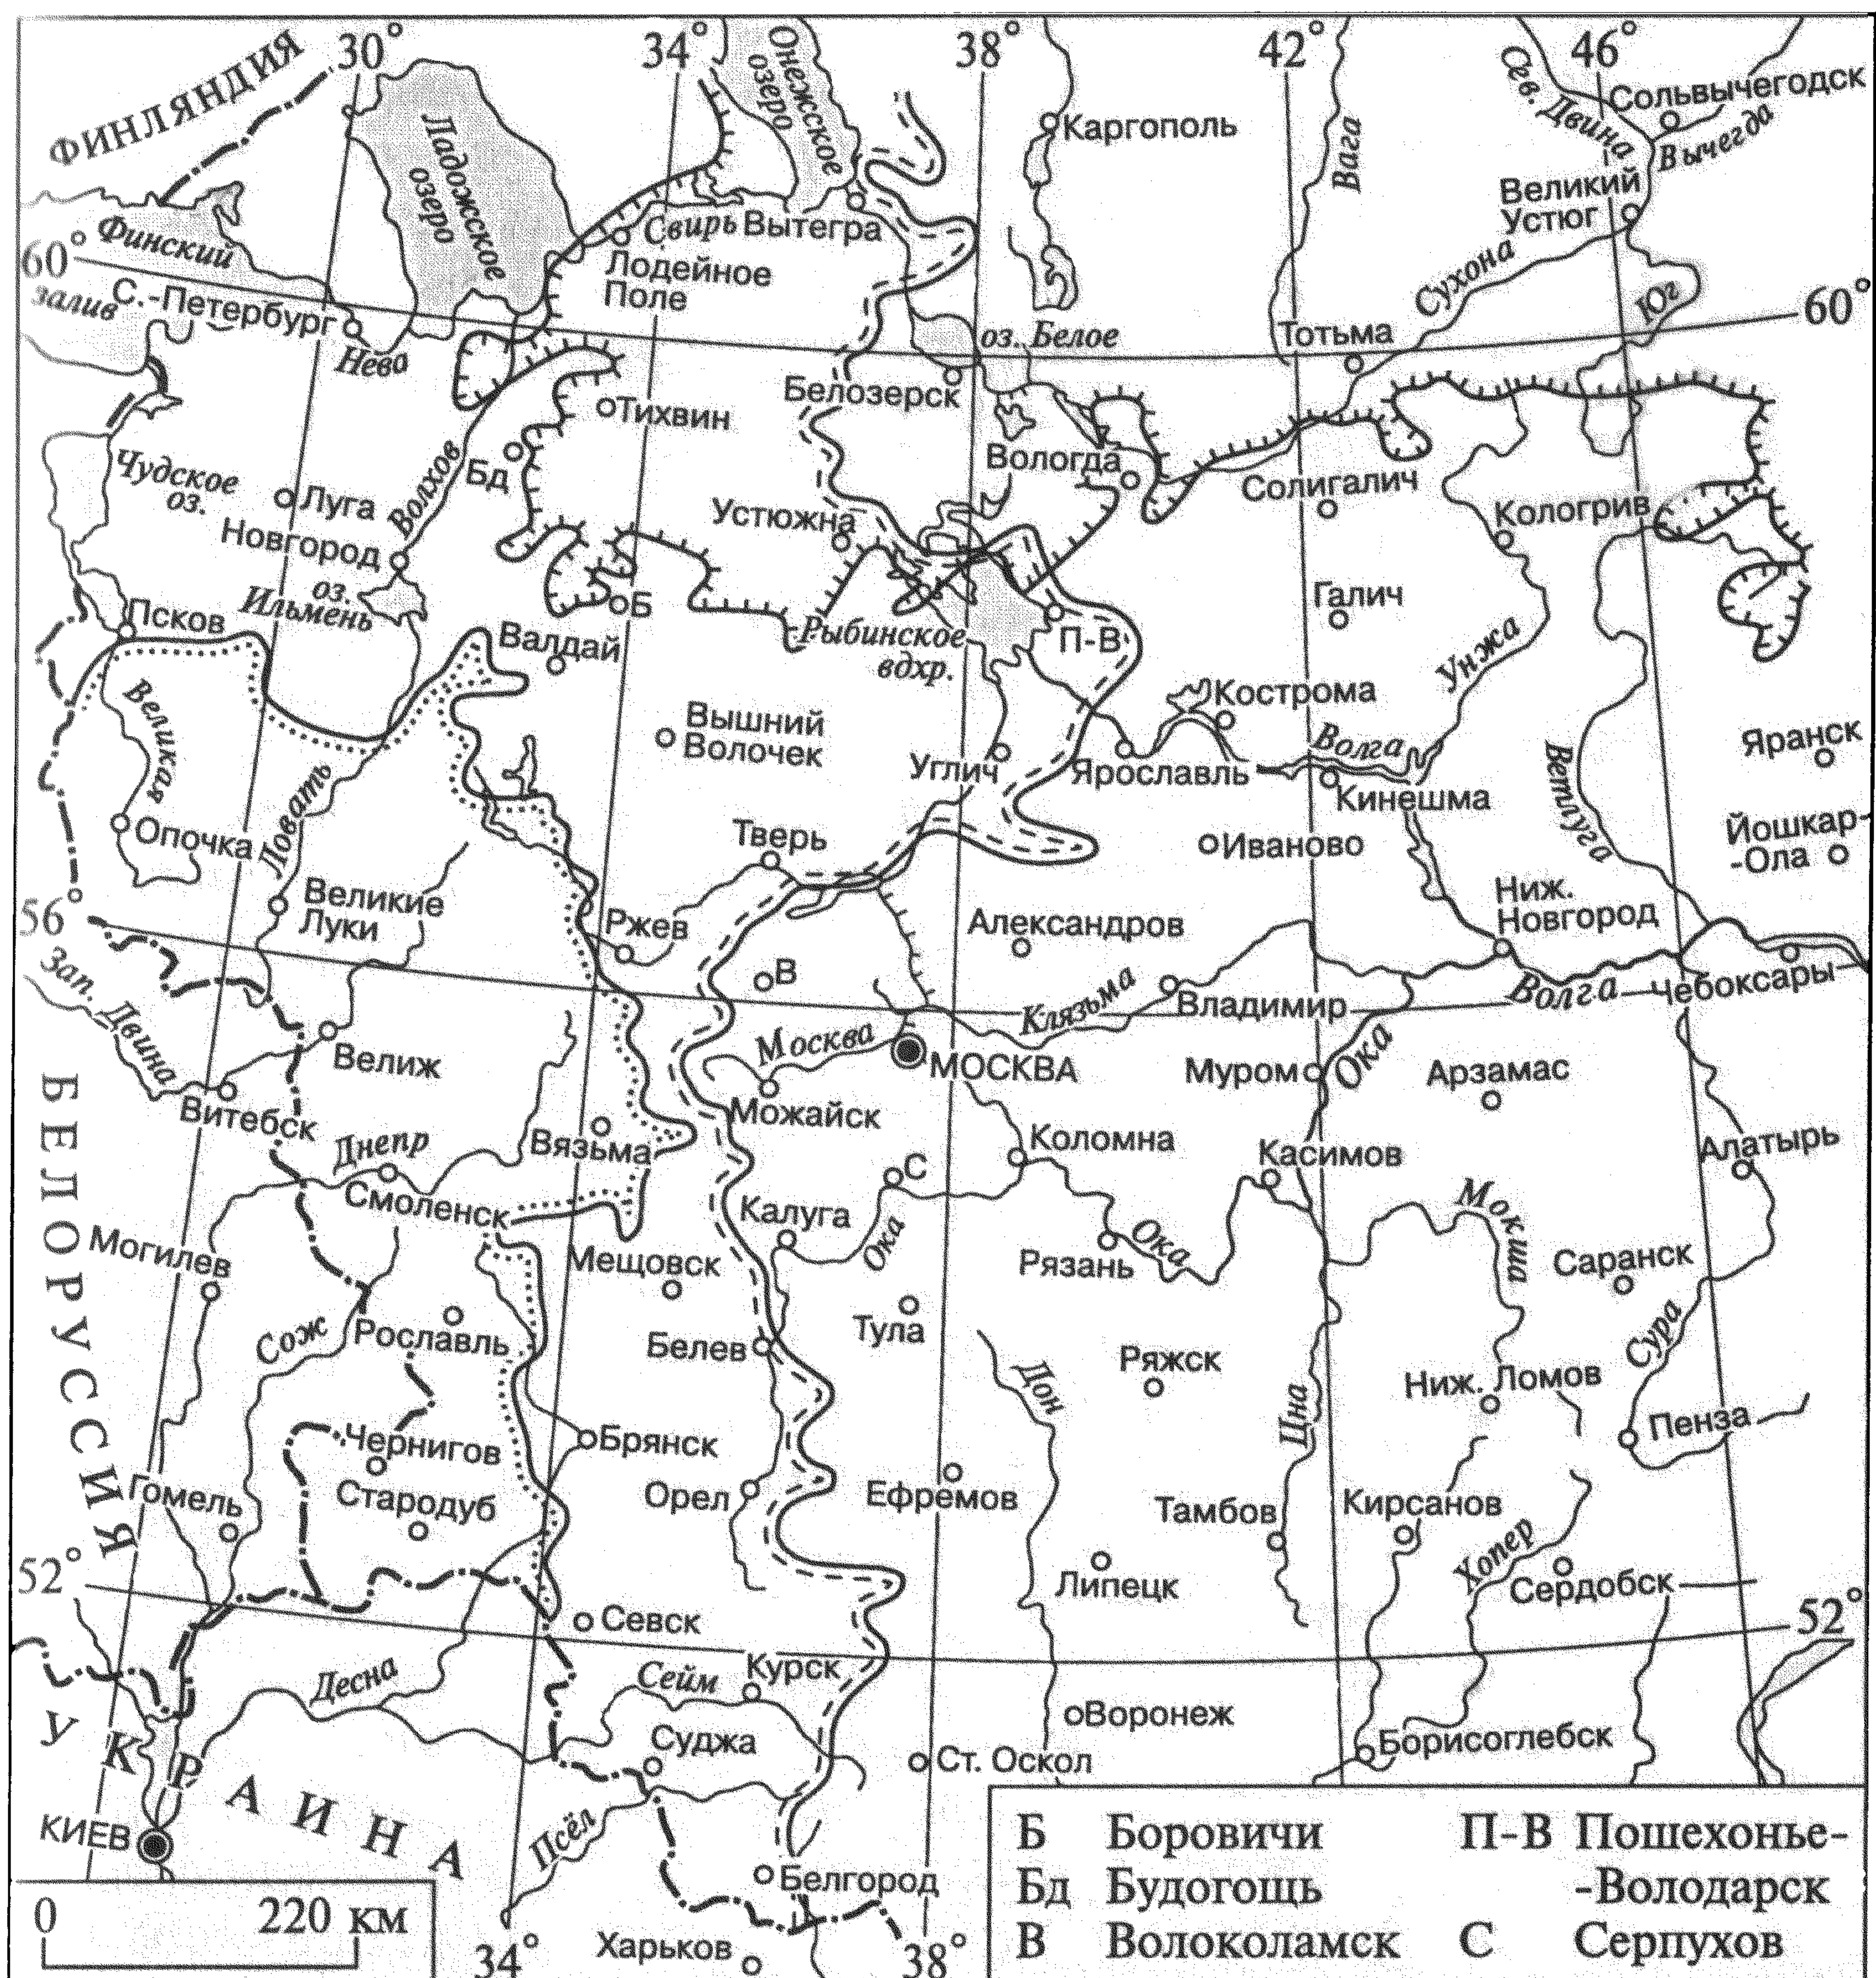 30°
34°
38°
42°
46°
ФИНЛЯНДИЯ
Онежское
озеро
Ладожское
озеро
Каргополь
Вага
Сев. Двина
Сольвычегодск
Вычегда
Великий
Устюг
60°
Финский
залив
Свирь
Вытегра
Лодейное
Поле
С.-Петербург
Нева
оз. Белое
Сухона
Юг
60°
Тотьма
Белозерск
Тихвин
Волхов
Бд
Чудское
оз.
Луга
Новгород
Вологда
Солигалич
Кологрив
Устюжна
оз.
Ильмень
Псков
Б
Валдай
Рыбинское
вдхр.
П-В
Галич
Унжа
Великая
Вышний
Волочек
Кострома
Волга
Углич
Ярославль
Кинешма
Ветлуга
Яранск
Опочка
Ловать
Тверь
Иваново
Йошкар-
-Ола
56°
Великие
Луки
Ржев
Александров
Ниж.
Новгород
Зап. Двина
В
Клязьма
Владимир
Волга
Чебоксары
Велиж
Москва
МОСКВА
Муром
Ока
Арзамас
Витебск
Можайск
Днепр
Вязьма
Коломна
Касимов
Алатырь
БЕЛОРУССИЯ
Смоленск
С
Калуга
Ока
Мокша
Могилев
Мещовск
Рязань
Ока
Саранск
Сож
Рославль
Белев
Тула
Ряжск
Сура
Дон
Цна
Ниж. Ломов
Чернигов
Брянск
Пенза
Гомель
Стародуб
Орел
Ефремов
Тамбов
Кирсанов
Хопер
52°
Липецк
Сердобск
Севск
52°
Десна
Сейм
Курск
Воронеж
УКРАИНА
Суджа
Ст. Оскол
Борисоглебск
КИЕВ
Псёл
Белгород
Харьков
34°
38°
0 220 км
Б Боровичи П-В Пошехонье-
Бд Будогощь -Володарск
В Волоколамск С Серпухов